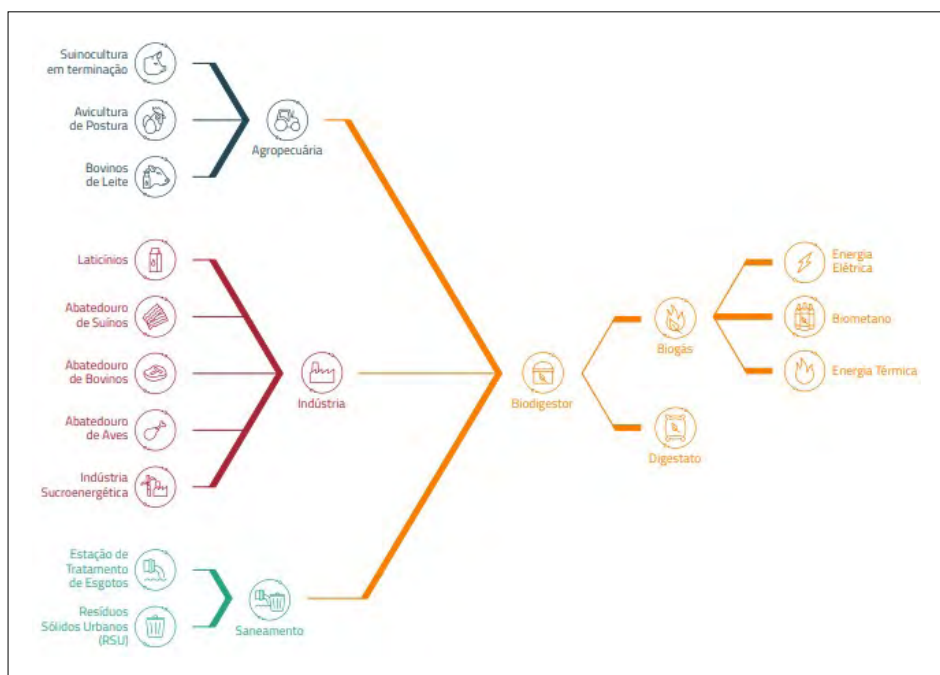 Suinocultura
em terminação
Avicultura
de Postura
Bovinos
de Leite
Agropecuária
Laticínios
Abatedouro
de Suínos
Abatedouro
de Bovinos
Abatedouro
de Aves
Indústria
Sucroenergética
Indústria
Estação de
Tratamento
de Esgotos
Resíduos
Sólidos Urbanos
(RSU)
Saneamento
Biodigestor
Biogás
Digestato
Energia
Elétrica
Biometano
Energia Térmica